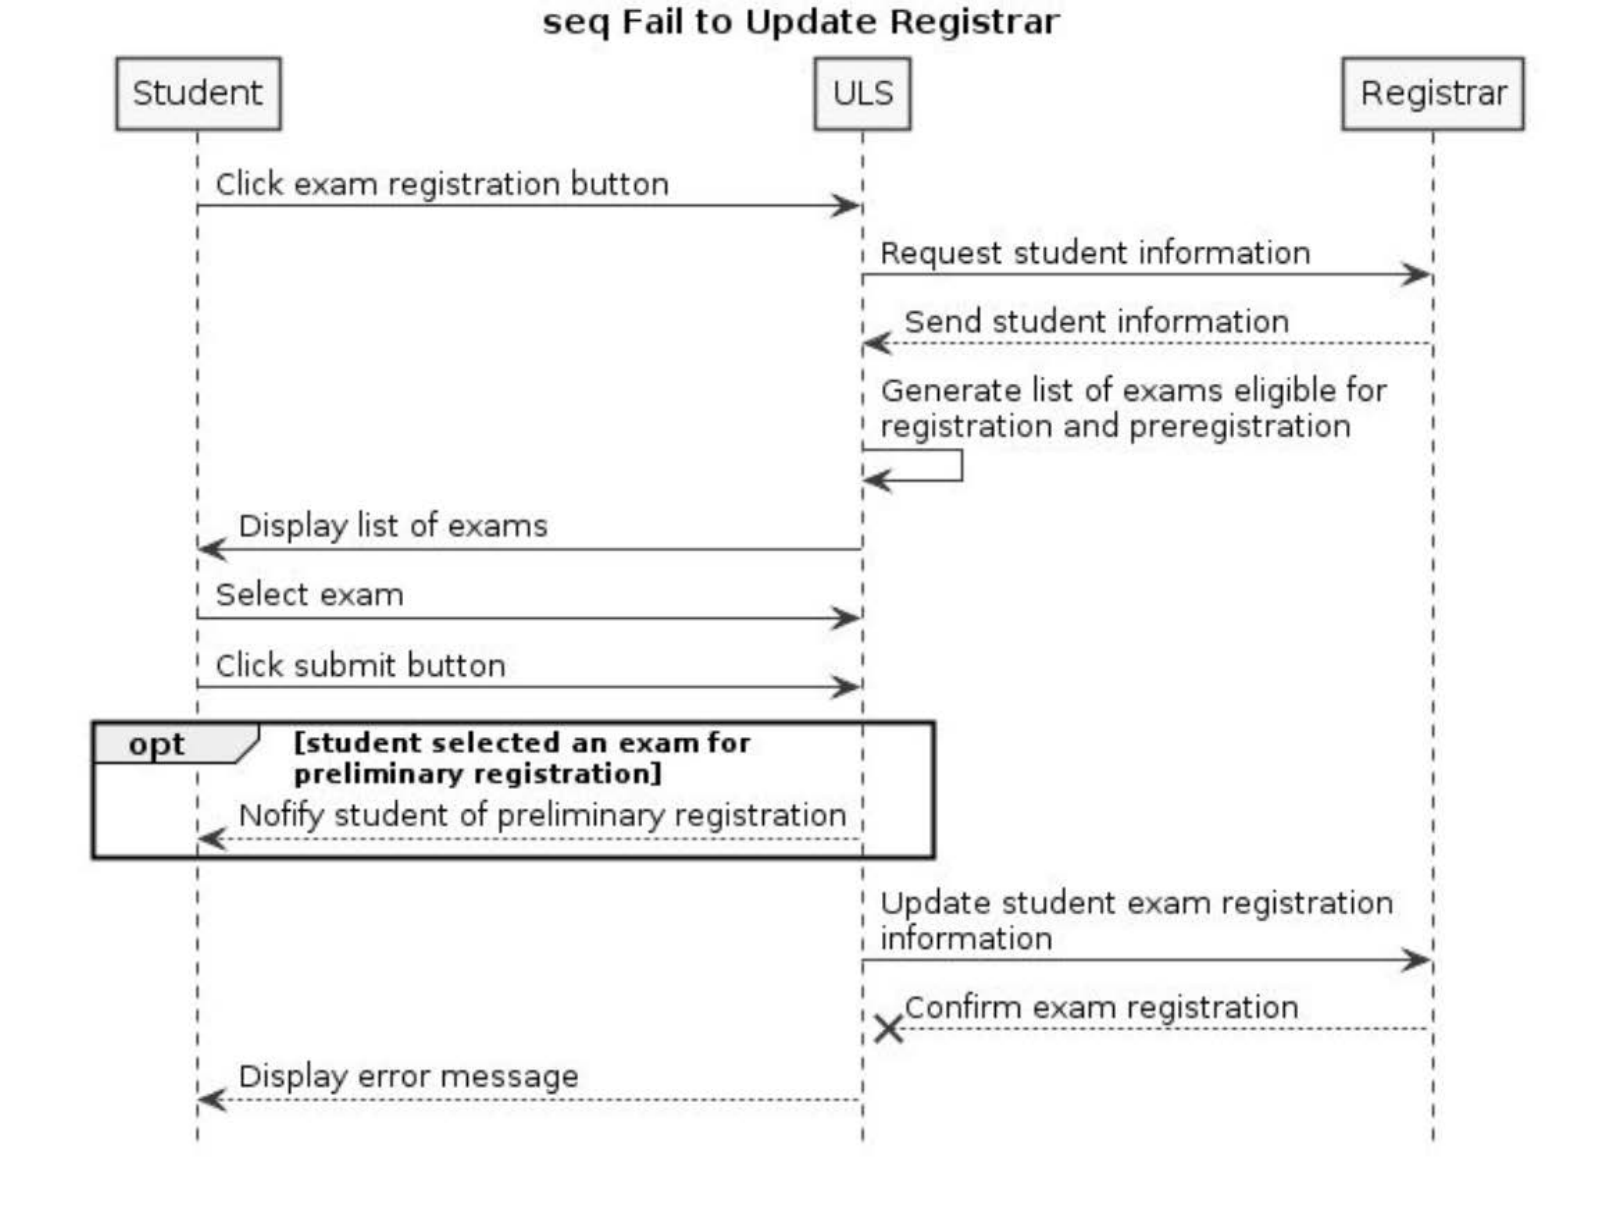 seq Fail to Update Registrar
Student
ULS
Registrar
Click exam registration button
Request student information
Send student information
Generate list of exams eligible for
registration and preregistration
Display list of exams
Select exam
Click submit button
opt
[student selected an exam for
preliminary registration]
Nofify student of preliminary registration
Update student exam registration
information
Confirm exam registration
Display error message